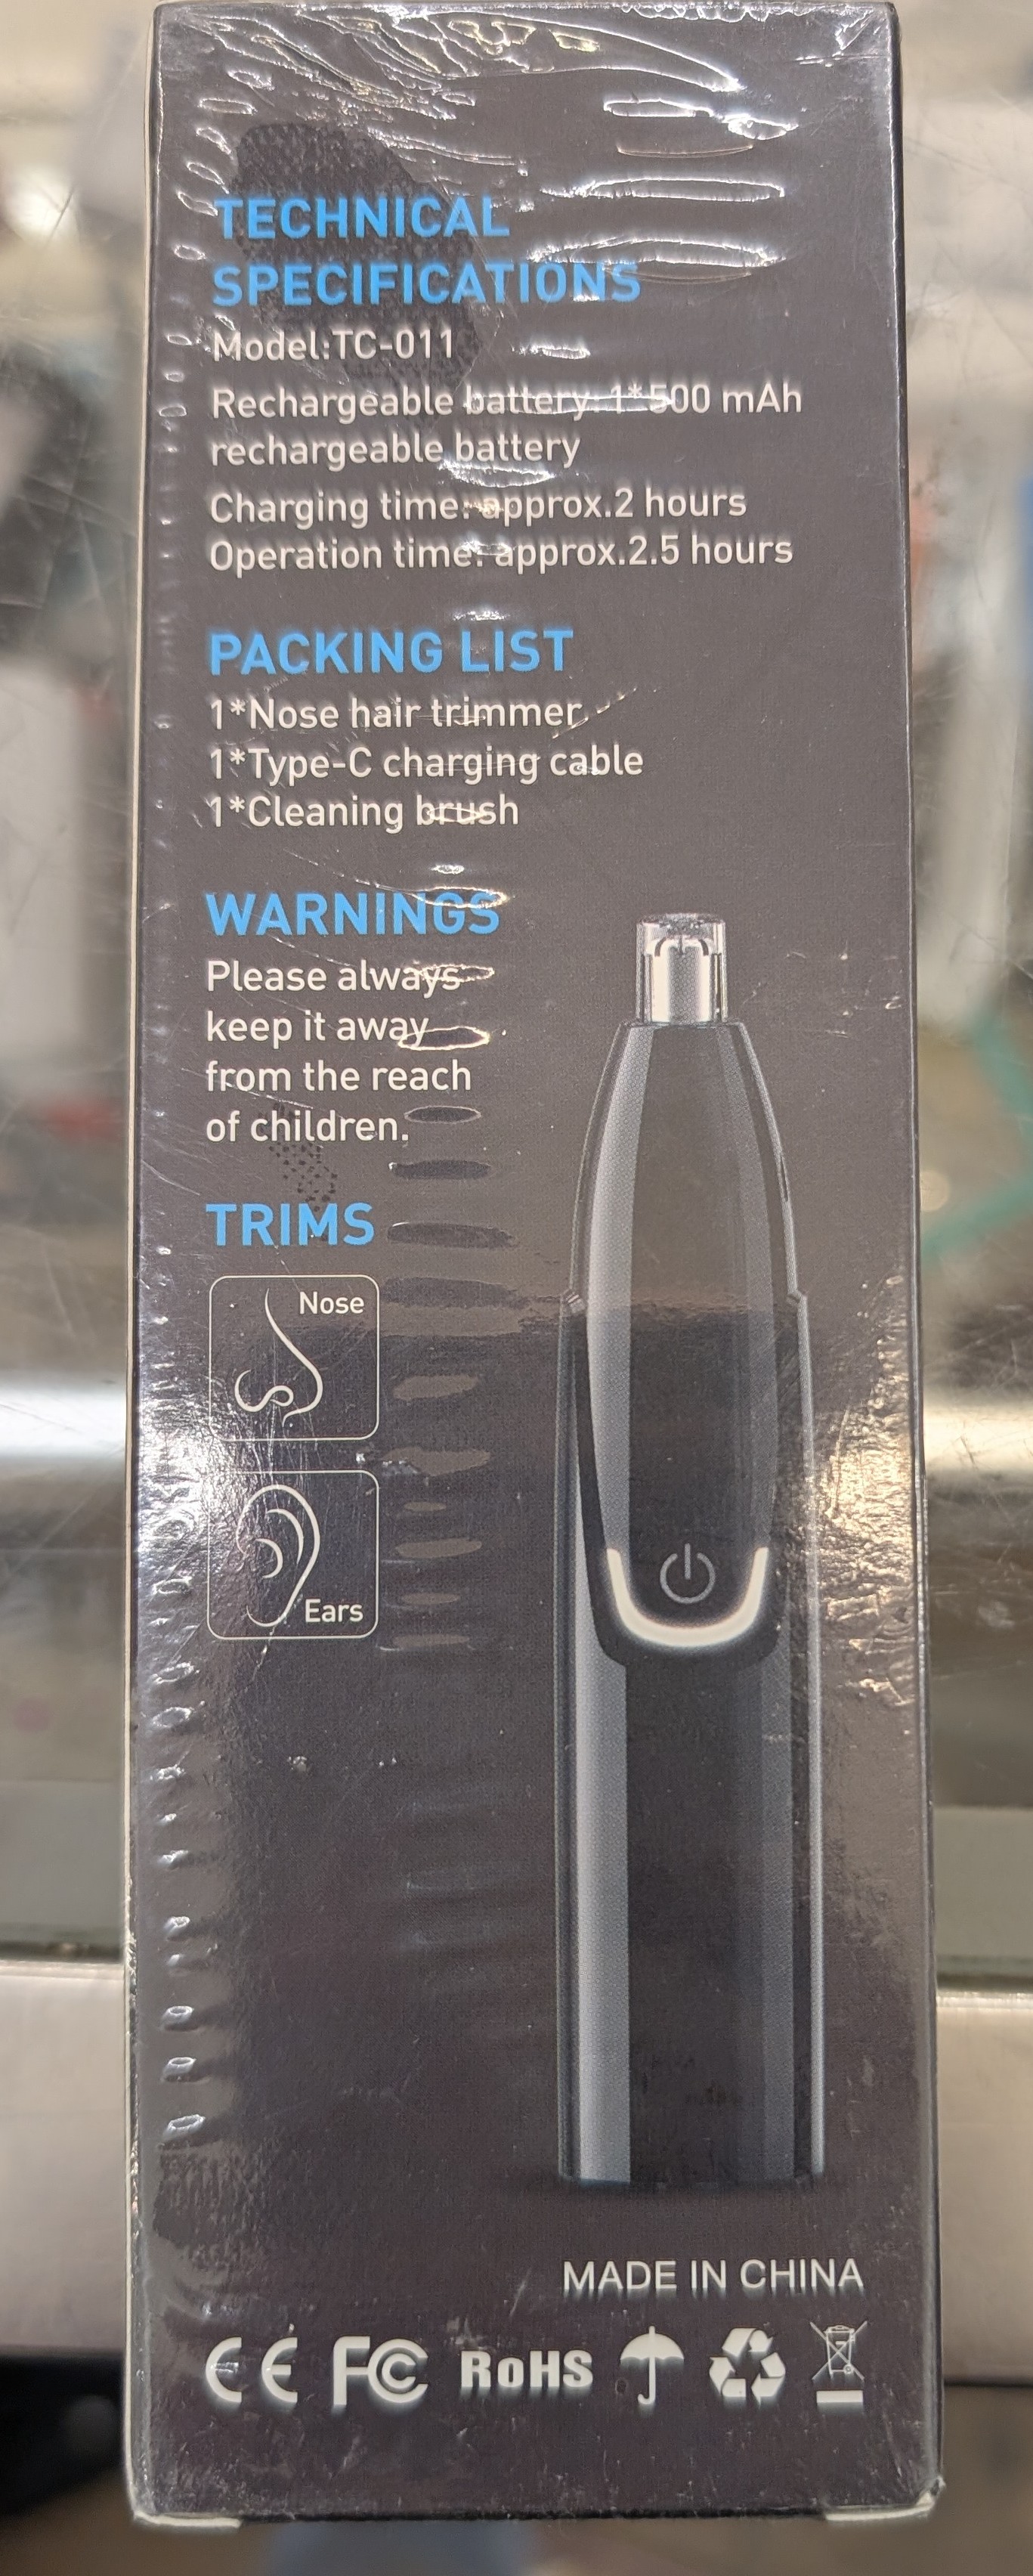 TECHNICAL
SPECIFICATIONS
Model:TC-011
Rechargeable battery: 1*500 mAh
rechargeable battery
Charging time: approx.2 hours
Operation time: approx.2.5 hours
PACKING LIST
1*Nose hair trimmer
1*Type-C charging cable
1*Cleaning brush
WARNINGS
Please always
keep it away
from the reach
of children.
TRIMS
Nose
Ears
MADE IN CHINA
CE FC RoHS